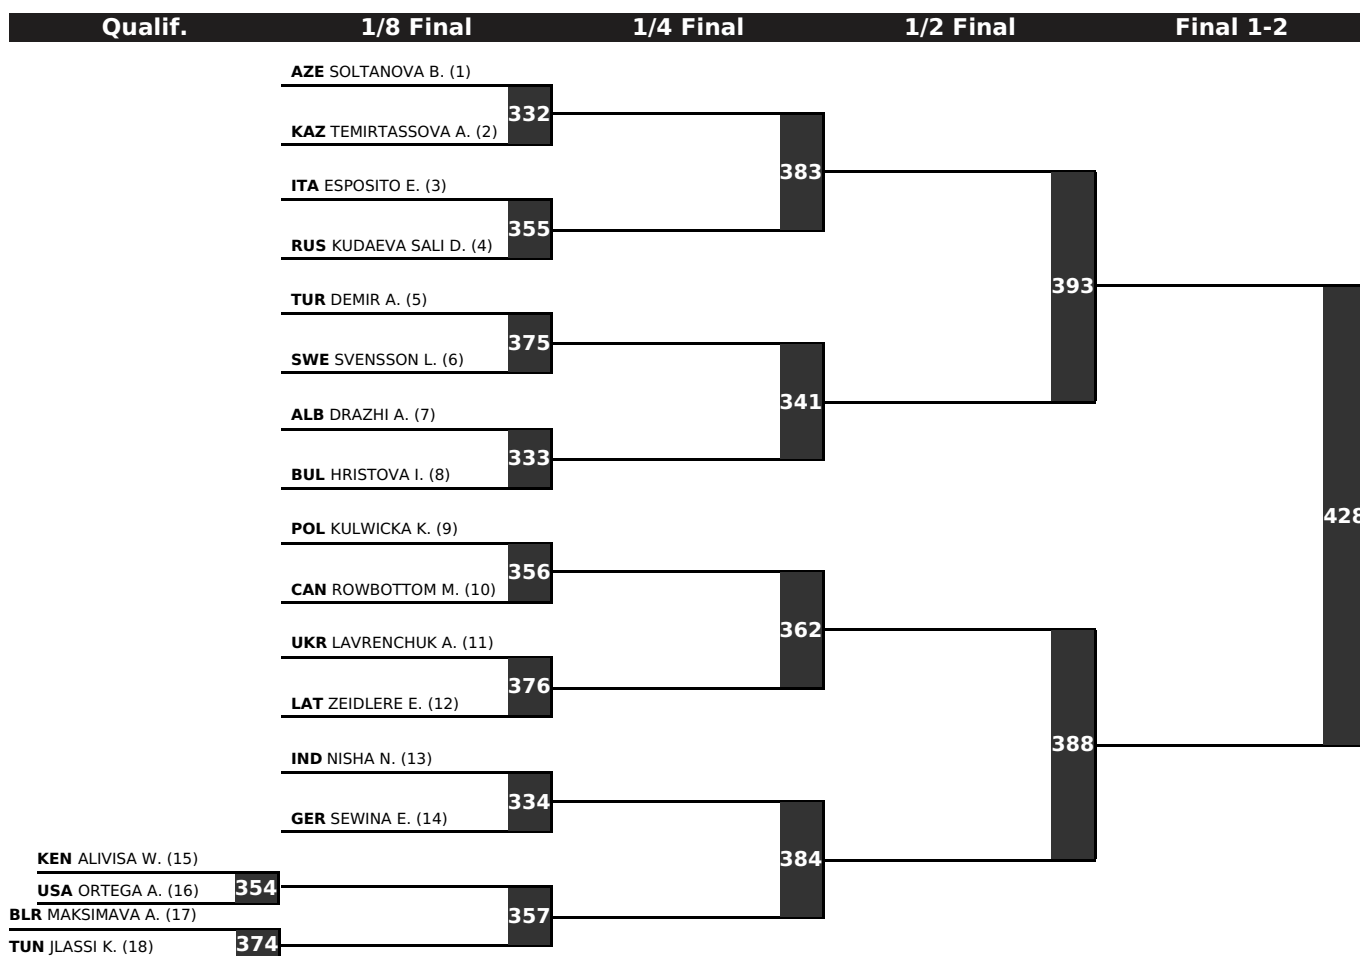 Qualif. 1/8 Final 1/4 Final 1/2 Final Final 1-2
AZE SOLTANOVA B. (1)
332
KAZ TEMIRTASSOVA A. (2)
383
ITA ESPOSITO E. (3)
355
RUS KUDAEVA SALI D. (4)
393
TUR DEMIR A. (5)
375
SWE SVENSSON L. (6)
341
ALB DRAZHI A. (7)
333
BUL HRISTOVA I. (8)
428
POL KULWICKA K. (9)
356
CAN ROWBOTTOM M. (10)
362
UKR LAVRENCHUK A. (11)
376
LAT ZEIDLERE E. (12)
388
IND NISHA N. (13)
334
GER SEWINA E. (14)
384
KEN ALIVISA W. (15)
354
USA ORTEGA A. (16)
357
BLR MAKSIMAVA A. (17)
374
TUN JLASSI K. (18)